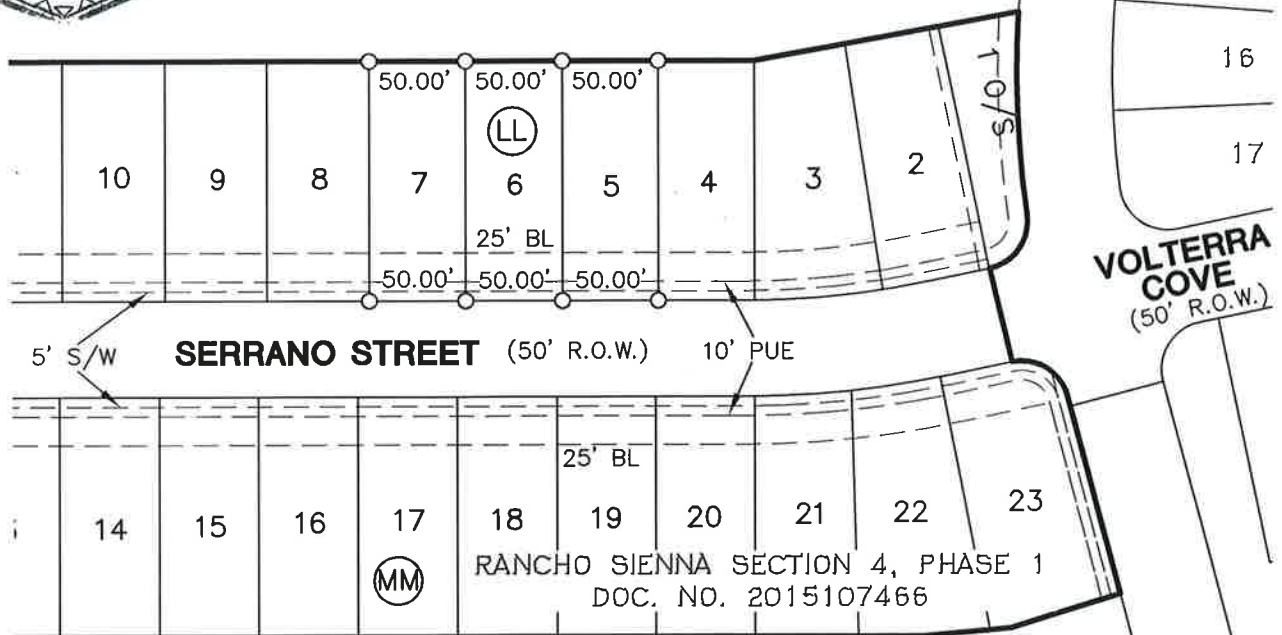 50.00' 50.00' 50.00'
LL
10 9 8 7 6 5 4 3 2 1 O/S
16
17
25' BL
50.00' 50.00' 50.00'
VOLTERRA
COVE
(50' R.O.W.)
5' S/W SERRANO STREET (50' R.O.W.) 10' PUE
25' BL
14 15 16 17 18 19 20 21 22 23
MM
RANCHO SIENNA SECTION 4, PHASE 1
DOC. NO. 2015107466